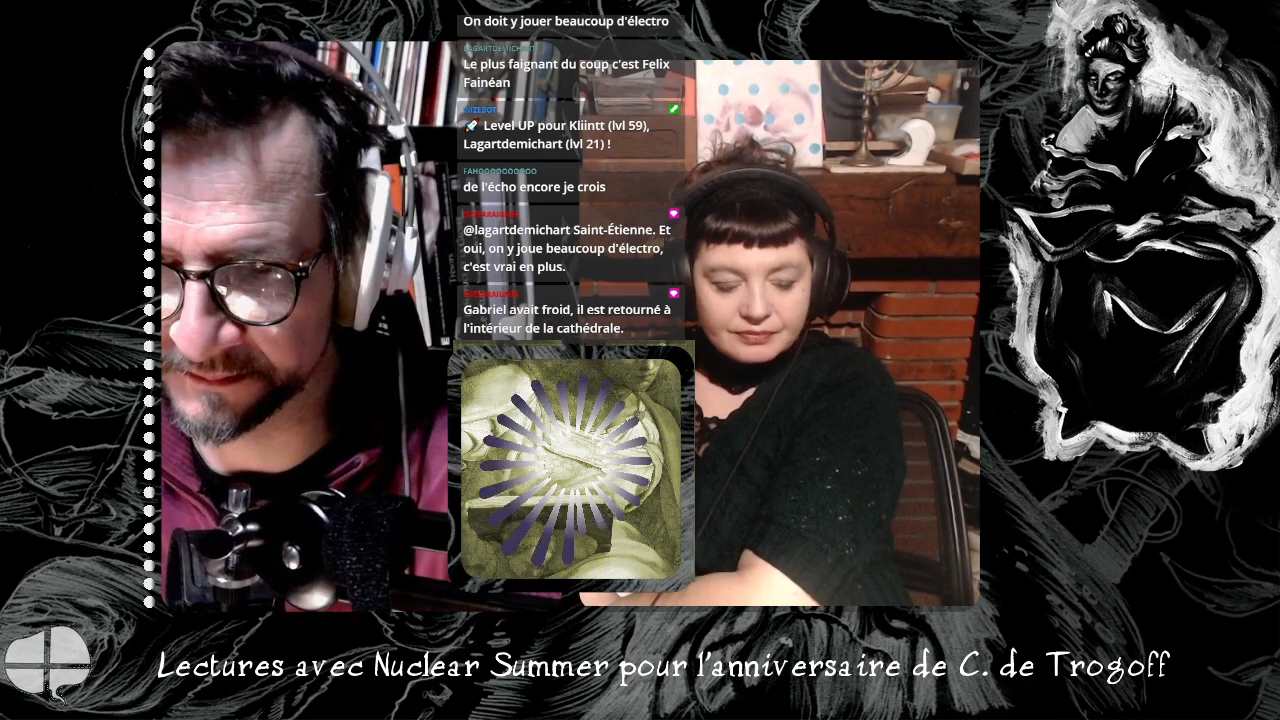 On doit y jouer beaucoup d'électro
LAGARTDEMICHART
Le plus faignant du coup c'est Felix
Fainéan
WIZEBOT
🚀 Level UP pour Kliintt (lvl 59),
Lagartdemichart (lvl 21) !
de l'écho encore je crois
@lagartdemichart Saint-Étienne. Et
oui, on y joue beaucoup d'électro,
c'est vrai en plus.
Gabriel avait froid, il est retourné à
l'intérieur de la cathédrale.
Lectures avec Nuclear Summer pour l'anniversaire de C. de Trogoff